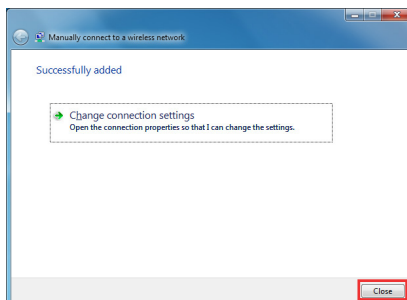 Manually connect to a wireless network
Successfully added
Change connection settings
Open the connection properties so that I can change the settings.
Close